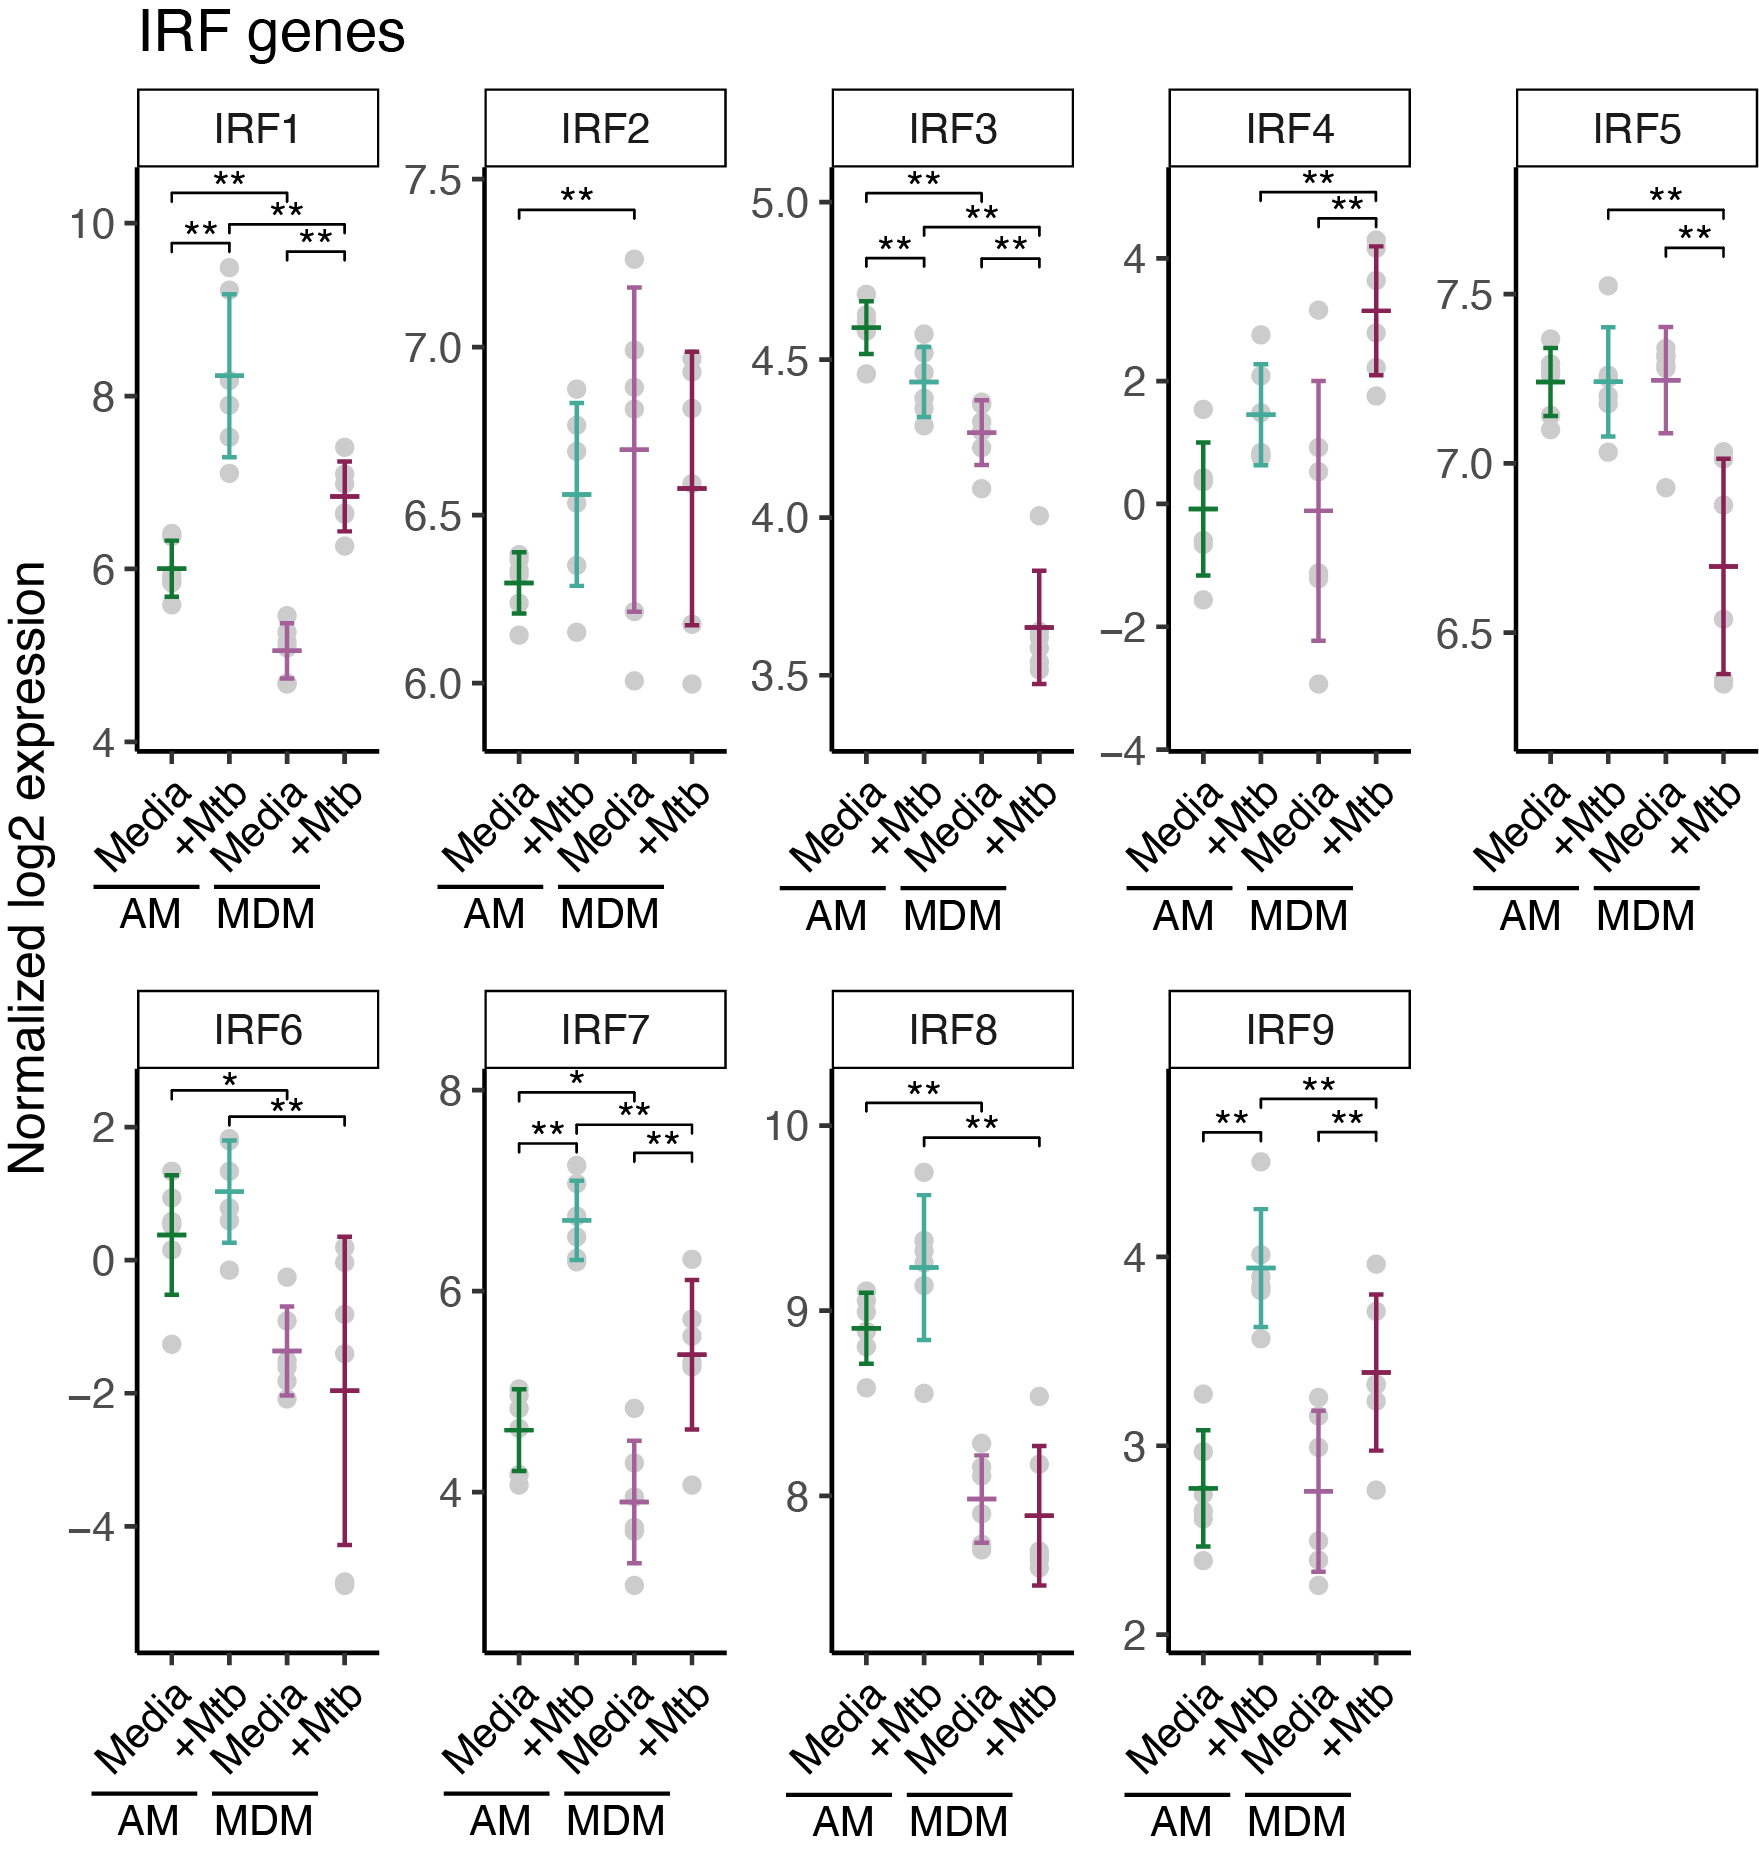 IRF genes
Normalized log2 expression
IRF1
** ** ** **
10
8
6
4
Media +Mtb Media +Mtb
AM MDM
IRF2
**
7.5
7.0
6.5
6.0
Media +Mtb Media +Mtb
AM MDM
IRF3
** ** ** **
5.0
4.5
4.0
3.5
Media +Mtb Media +Mtb
AM MDM
IRF4
** **
4
2
0
−2
−4
Media +Mtb Media +Mtb
AM MDM
IRF5
** **
7.5
7.0
6.5
Media +Mtb Media +Mtb
AM MDM
IRF6
* **
2
0
−2
−4
Media +Mtb Media +Mtb
AM MDM
IRF7
* ** ** **
8
6
4
Media +Mtb Media +Mtb
AM MDM
IRF8
** **
10
9
8
Media +Mtb Media +Mtb
AM MDM
IRF9
** ** **
4
3
2
Media +Mtb Media +Mtb
AM MDM